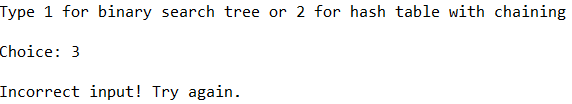 Type 1 for binary search tree or 2 for hash table with chaining
Choice: 3
Incorrect input! Try again.